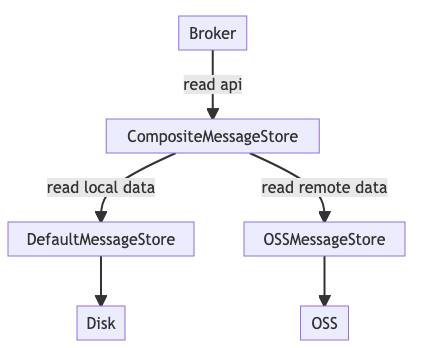 Broker
read api
CompositeMessageStore
read local data
read remote data
DefaultMessageStore
OSSMessageStore
Disk
OSS